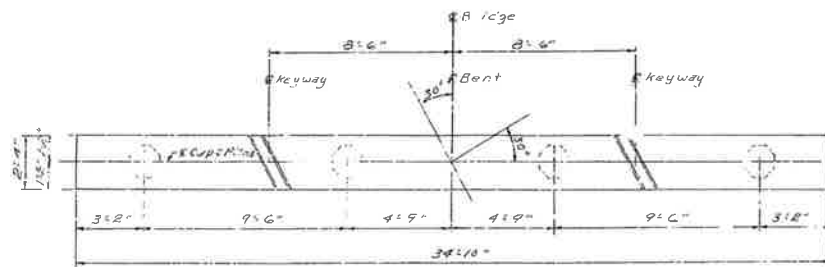 ℄ Bridge
8'-6" 8'-6"
℄ keyway ℄ Bent ℄ keyway
30°
30°
2'-4"
3'-2" 9'-6" 4'-9" 4'-9" 9'-6" 3'-2"
34'-10"